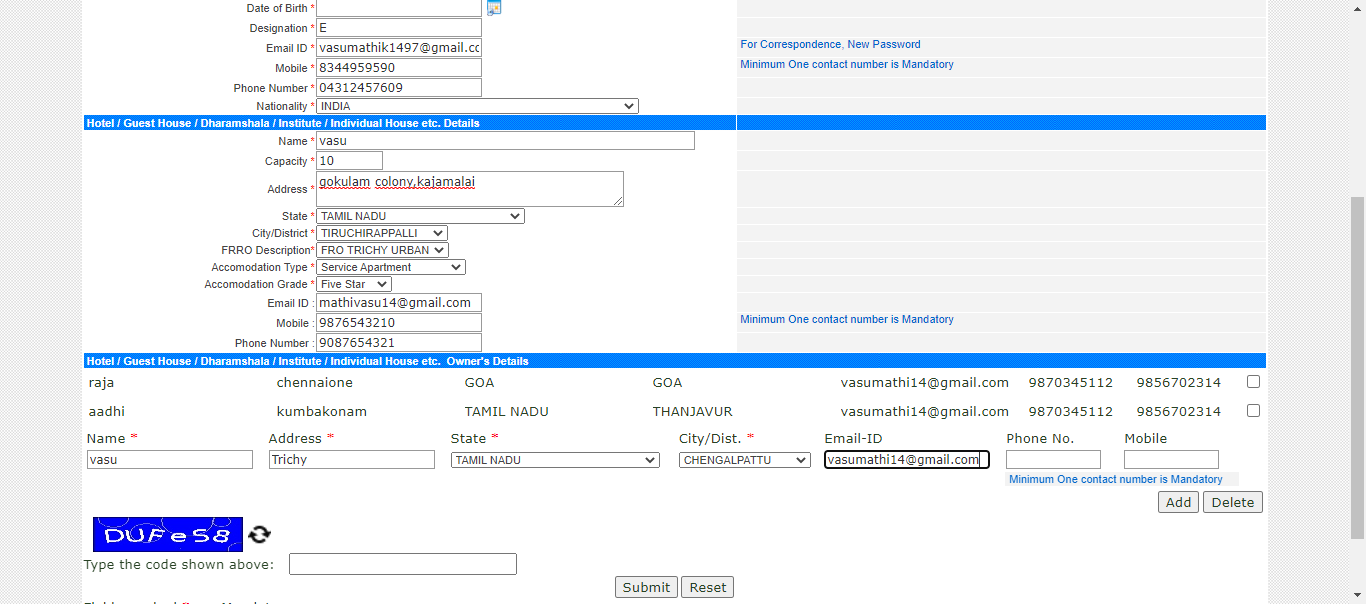 Date of Birth *
Designation * E
Email ID * vasumathik1497@gmail.co For Correspondence, New Password
Mobile * 8344959590 Minimum One contact number is Mandatory
Phone Number * 04312457609
Nationality * INDIA
Hotel / Guest House / Dharamshala / Institute / Individual House etc. Details
Name * vasu
Capacity * 10
Address * gokulam colony,kajamalai
State * TAMIL NADU
City/District * TIRUCHIRAPPALLI
FRRO Description* FRO TRICHY URBAN
Accomodation Type * Service Apartment
Accomodation Grade * Five Star
Email ID : mathivasu14@gmail.com
Mobile : 9876543210 Minimum One contact number is Mandatory
Phone Number : 9087654321
Hotel / Guest House / Dharamshala / Institute / Individual House etc. Owner's Details
raja chennaione GOA GOA vasumathi14@gmail.com 9870345112 9856702314
aadhi kumbakonam TAMIL NADU THANJAVUR vasumathi14@gmail.com 9870345112 9856702314
Name * Address * State * City/Dist. * Email-ID Phone No. Mobile
vasu Trichy TAMIL NADU CHENGALPATTU vasumathi14@gmail.com
Minimum One contact number is Mandatory
Add Delete
DUFeS8
Type the code shown above:
Submit Reset